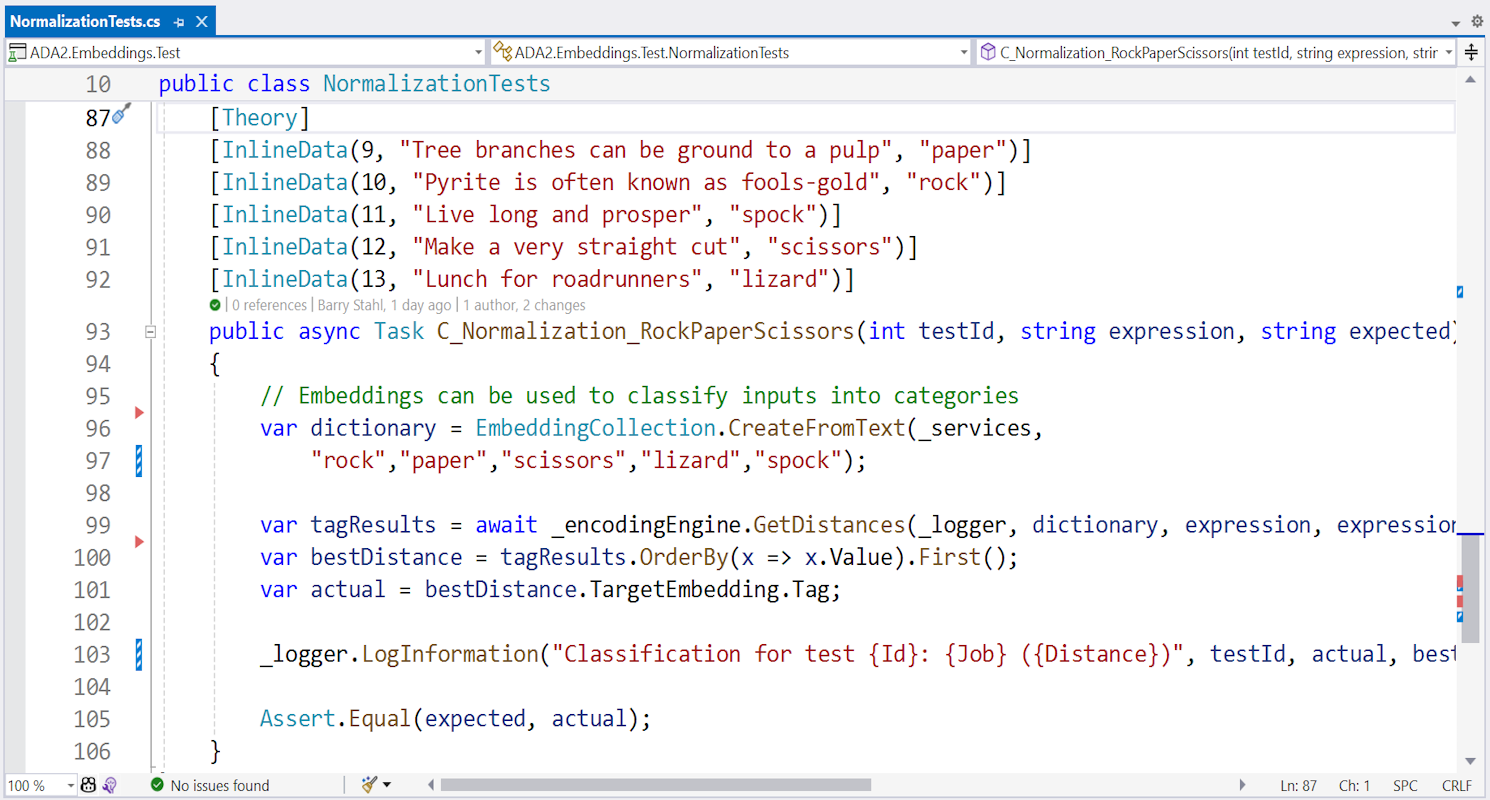 NormalizationTests.cs
ADA2.Embeddings.Test ADA2.Embeddings.Test.NormalizationTests C_Normalization_RockPaperScissors(int testId, string expression, strir
10 public class NormalizationTests
87 [Theory]
88 [InlineData(9, "Tree branches can be ground to a pulp", "paper")]
89 [InlineData(10, "Pyrite is often known as fools-gold", "rock")]
90 [InlineData(11, "Live long and prosper", "spock")]
91 [InlineData(12, "Make a very straight cut", "scissors")]
92 [InlineData(13, "Lunch for roadrunners", "lizard")]
0 references | Barry Stahl, 1 day ago | 1 author, 2 changes
93 public async Task C_Normalization_RockPaperScissors(int testId, string expression, string expected)
94 {
95 // Embeddings can be used to classify inputs into categories
96 var dictionary = EmbeddingCollection.CreateFromText(_services,
97 "rock","paper","scissors","lizard","spock");
98
99 var tagResults = await _encodingEngine.GetDistances(_logger, dictionary, expression, expression
100 var bestDistance = tagResults.OrderBy(x => x.Value).First();
101 var actual = bestDistance.TargetEmbedding.Tag;
102
103 _logger.LogInformation("Classification for test {Id}: {Job} ({Distance})", testId, actual, best
104
105 Assert.Equal(expected, actual);
106 }
100 % No issues found Ln: 87 Ch: 1 SPC CRLF